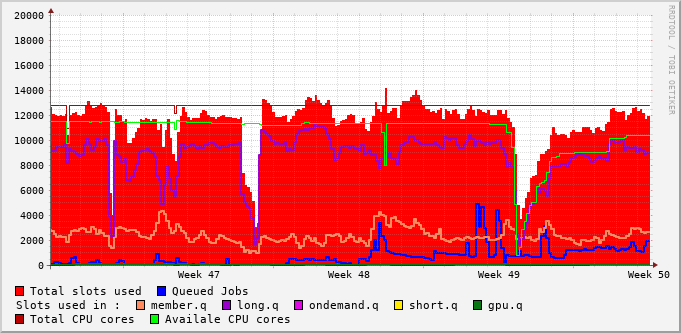 20000
18000
16000
14000
12000
10000
8000
6000
4000
2000
0
Week 47 Week 48 Week 49 Week 50
RRDTOOL / TOBI OETIKER
Total slots used Queued Jobs
Slots used in : member.q long.q ondemand.q short.q gpu.q
Total CPU cores Availale CPU cores